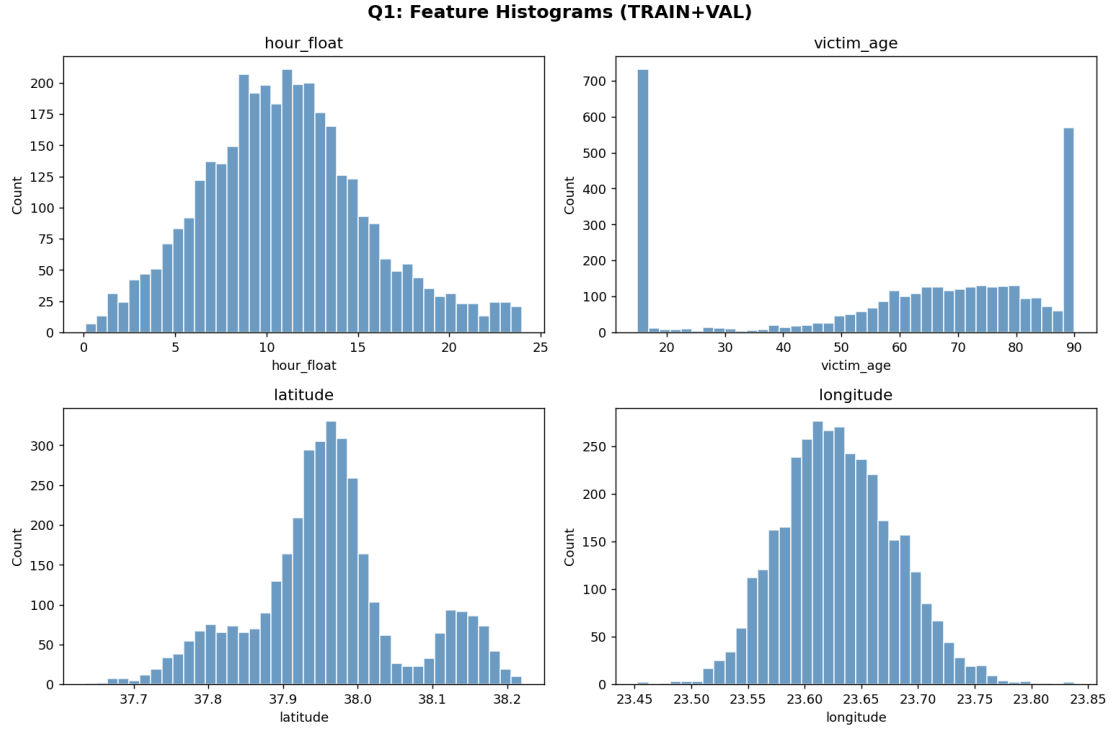 Q1: Feature Histograms (TRAIN+VAL)
hour_float
200
175
150
125
100
75
50
25
0
Count
0 5 10 15 20 25
hour_float
victim_age
700
600
500
400
300
200
100
0
Count
20 30 40 50 60 70 80 90
victim_age
latitude
300
250
200
150
100
50
0
Count
37.7 37.8 37.9 38.0 38.1 38.2
latitude
longitude
250
200
150
100
50
0
Count
23.45 23.50 23.55 23.60 23.65 23.70 23.75 23.80 23.85
longitude